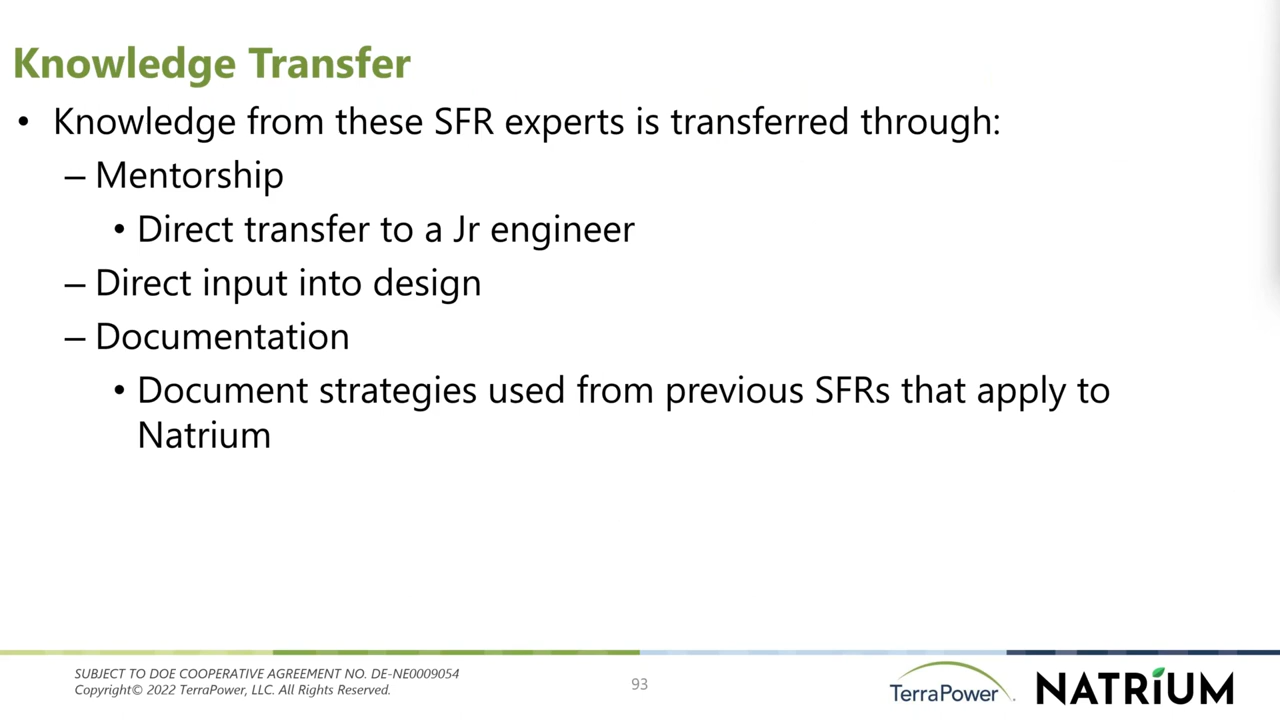 Knowledge Transfer
• Knowledge from these SFR experts is transferred through:
– Mentorship
• Direct transfer to a Jr engineer
– Direct input into design
– Documentation
• Document strategies used from previous SFRs that apply to
Natrium
SUBJECT TO DOE COOPERATIVE AGREEMENT NO. DE-NE0009054
Copyright© 2022 TerraPower, LLC. All Rights Reserved.
93
TerraPower
NATRIUM